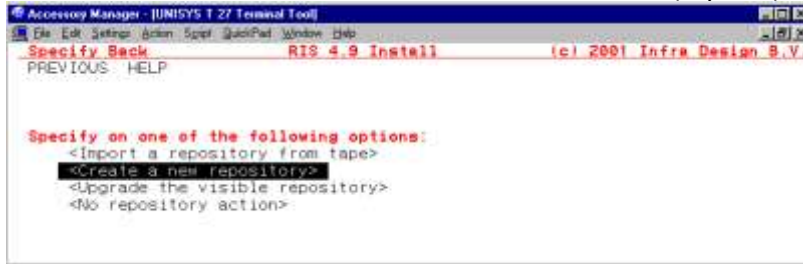 Accessory Manager - [UNISYS T 27 Terminal Tool]
File Edit Settings Action Script QuickPad Window Help
Specify Back RIS 4.9 Install (c) 2001 Infra Design B.V
PREVIOUS HELP
Specify on one of the following options:
<Import a repository from tape>
<Create a new repository>
<Upgrade the visible repository>
<No repository action>